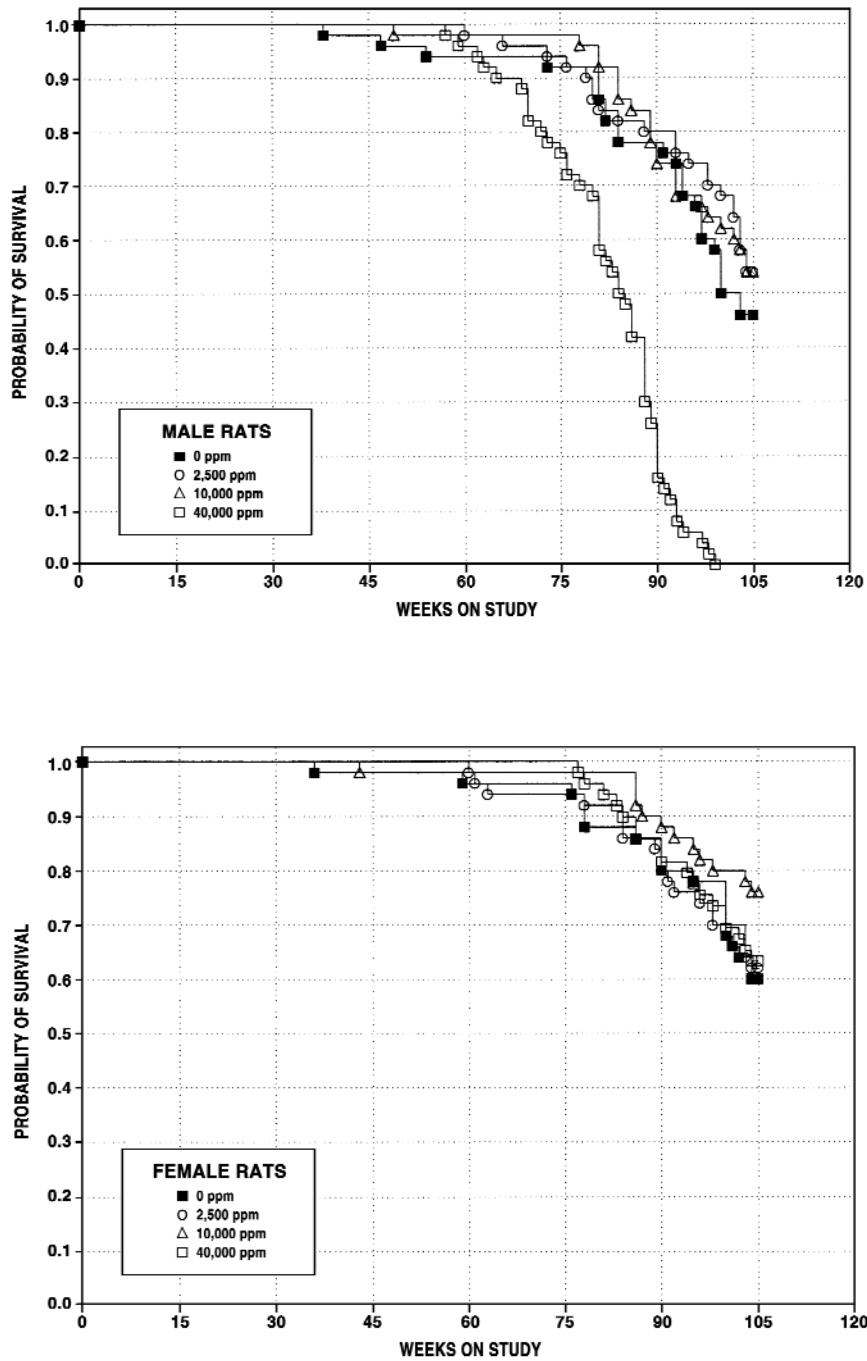 1.0
0.9
0.8
0.7
0.6
0.5
0.4
0.3
0.2
0.1
0.0
PROBABILITY OF SURVIVAL
MALE RATS
0 ppm
2,500 ppm
10,000 ppm
40,000 ppm
0 15 30 45 60 75 90 105 120
WEEKS ON STUDY
1.0
0.9
0.8
0.7
0.6
0.5
0.4
0.3
0.2
0.1
0.0
PROBABILITY OF SURVIVAL
FEMALE RATS
0 ppm
2,500 ppm
10,000 ppm
40,000 ppm
0 15 30 45 60 75 90 105 120
WEEKS ON STUDY